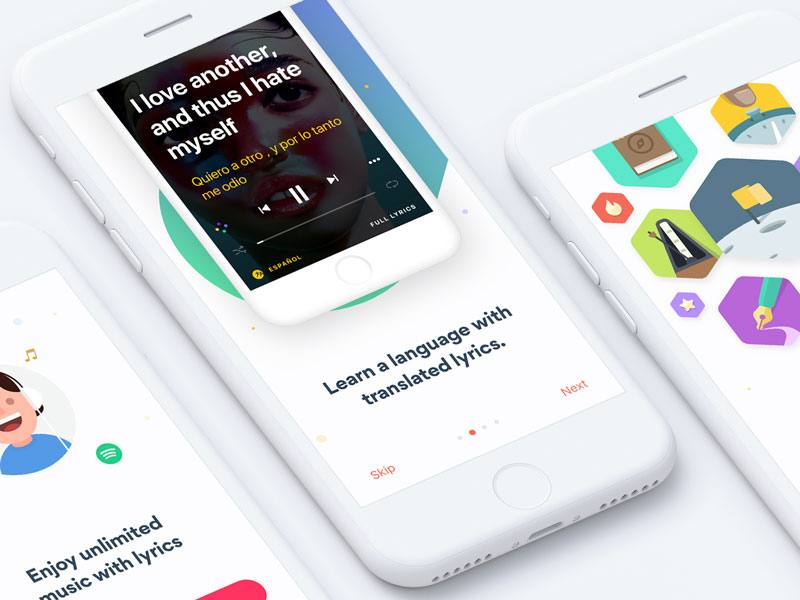 I love another,
and thus I hate
myself
Quiero a otro , y por lo tanto
me odio
FULL LYRICS
ESPAÑOL
Learn a language with
translated lyrics.
Next
Skip
Enjoy unlimited
music with lyrics